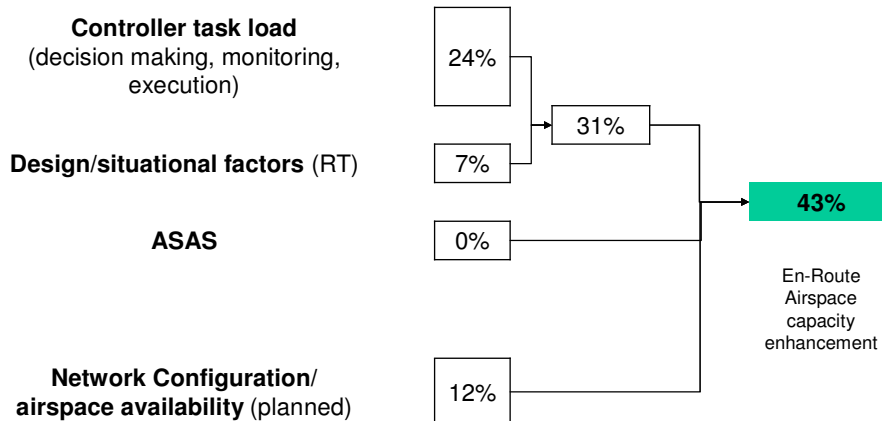 Controller task load
(decision making, monitoring,
execution)
24%
31%
Design/situational factors (RT)
7%
43%
ASAS
0%
En-Route
Airspace
capacity
enhancement
Network Configuration/
airspace availability (planned)
12%